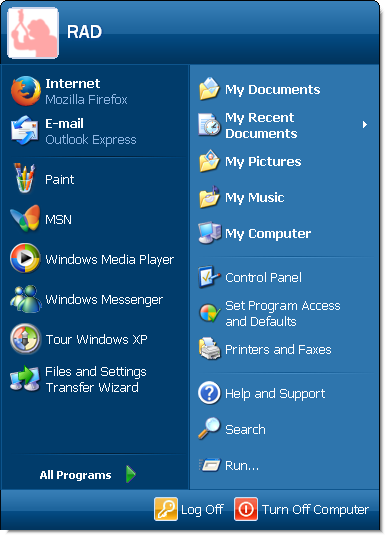 RAD
Internet
Mozilla Firefox
E-mail
Outlook Express
Paint
MSN
Windows Media Player
Windows Messenger
Tour Windows XP
Files and Settings
Transfer Wizard
All Programs
My Documents
My Recent
Documents
My Pictures
My Music
My Computer
Control Panel
Set Program Access
and Defaults
Printers and Faxes
Help and Support
Search
Run...
Log Off
Turn Off Computer